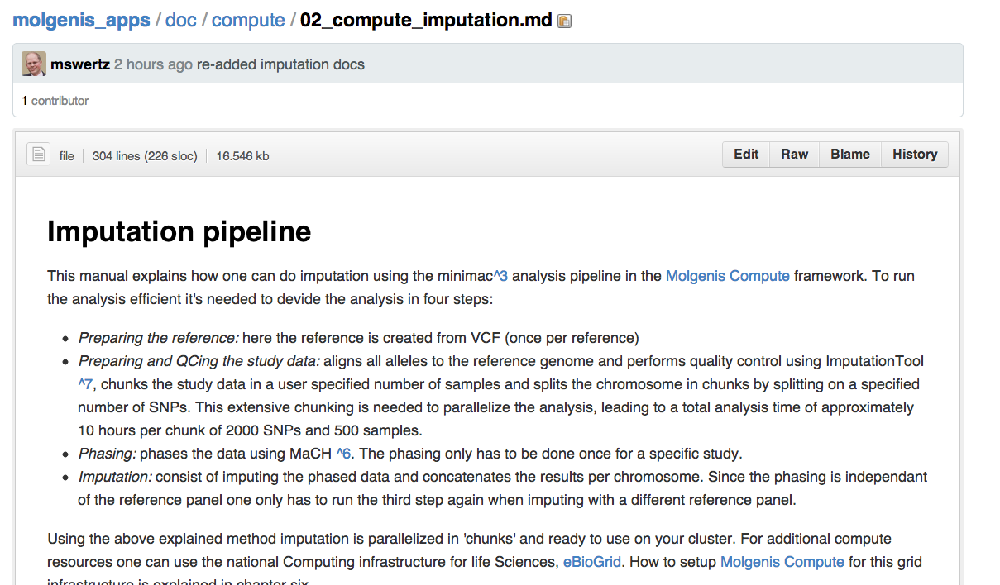 molgenis_apps / doc / compute / 02_compute_imputation.md
mswertz 2 hours ago re-added imputation docs
1 contributor
file 304 lines (226 sloc) 16.546 kb Edit Raw Blame History
Imputation pipeline
This manual explains how one can do imputation using the minimac^3 analysis pipeline in the Molgenis Compute framework. To run
the analysis efficient it's needed to devide the analysis in four steps:
• Preparing the reference: here the reference is created from VCF (once per reference)
• Preparing and QCing the study data: aligns all alleles to the reference genome and performs quality control using ImputationTool
^7, chunks the study data in a user specified number of samples and splits the chromosome in chunks by splitting on a specified
number of SNPs. This extensive chunking is needed to parallelize the analysis, leading to a total analysis time of approximately
10 hours per chunk of 2000 SNPs and 500 samples.
• Phasing: phases the data using MaCH ^6. The phasing only has to be done once for a specific study.
• Imputation: consist of imputing the phased data and concatenates the results per chromosome. Since the phasing is independant
of the reference panel one only has to run the third step again when imputing with a different reference panel.
Using the above explained method imputation is parallelized in 'chunks' and ready to use on your cluster. For additional compute
resources one can use the national Computing infrastructure for life Sciences, eBioGrid. How to setup Molgenis Compute for this grid
infrastructure is explained in chapter six